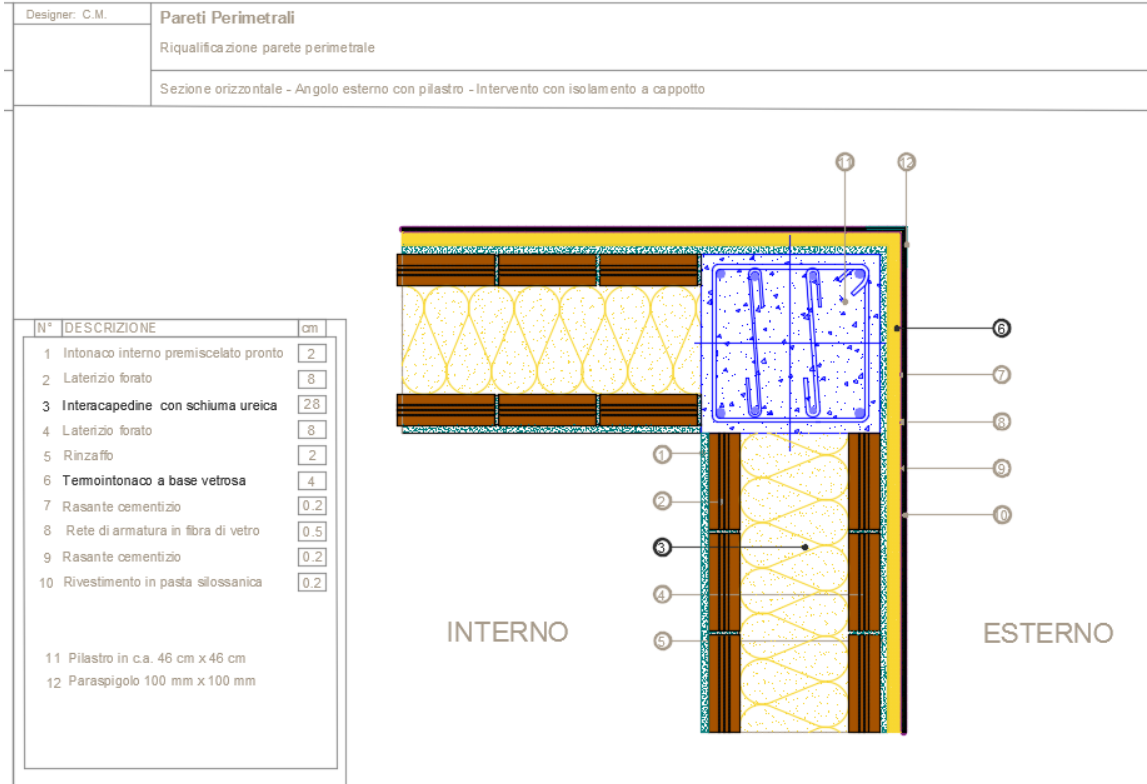 Designer: C.M.
Pareti Perimetrali
Riqualificazione parete perimetrale
Sezione orizzontale - Angolo esterno con pilastro - Intervento con isolamento a cappotto
11
12
6
7
8
9
10
1
2
3
4
5
INTERNO
ESTERNO
N° DESCRIZIONE cm
1 Intonaco interno premiscelato pronto 2
2 Laterizio forato 8
3 Interacapedine con schiuma ureica 28
4 Laterizio forato 8
5 Rinzaffo 2
6 Termointonaco a base vetrosa 4
7 Rasante cementizio 0.2
8 Rete di armatura in fibra di vetro 0.5
9 Rasante cementizio 0.2
10 Rivestimento in pasta silossanica 0.2
11 Pilastro in c.a. 46 cm x 46 cm
12 Paraspigolo 100 mm x 100 mm